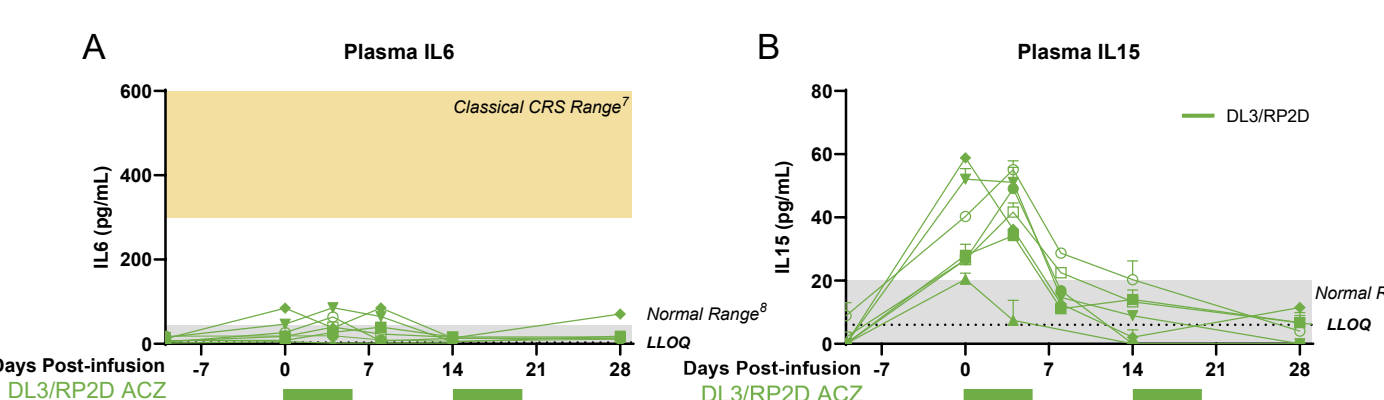 A
Plasma IL6
IL6 (pg/mL)
600
400
200
0
Classical CRS Range7
Normal Range8
LLOQ
Days Post-infusion
-7 0 7 14 21 28
DL3/RP2D ACZ
B
Plasma IL15
IL15 (pg/mL)
80
60
40
20
0
DL3/RP2D
Normal R
LLOQ
Days Post-infusion
-7 0 7 14 21 28
DL3/RP2D ACZ